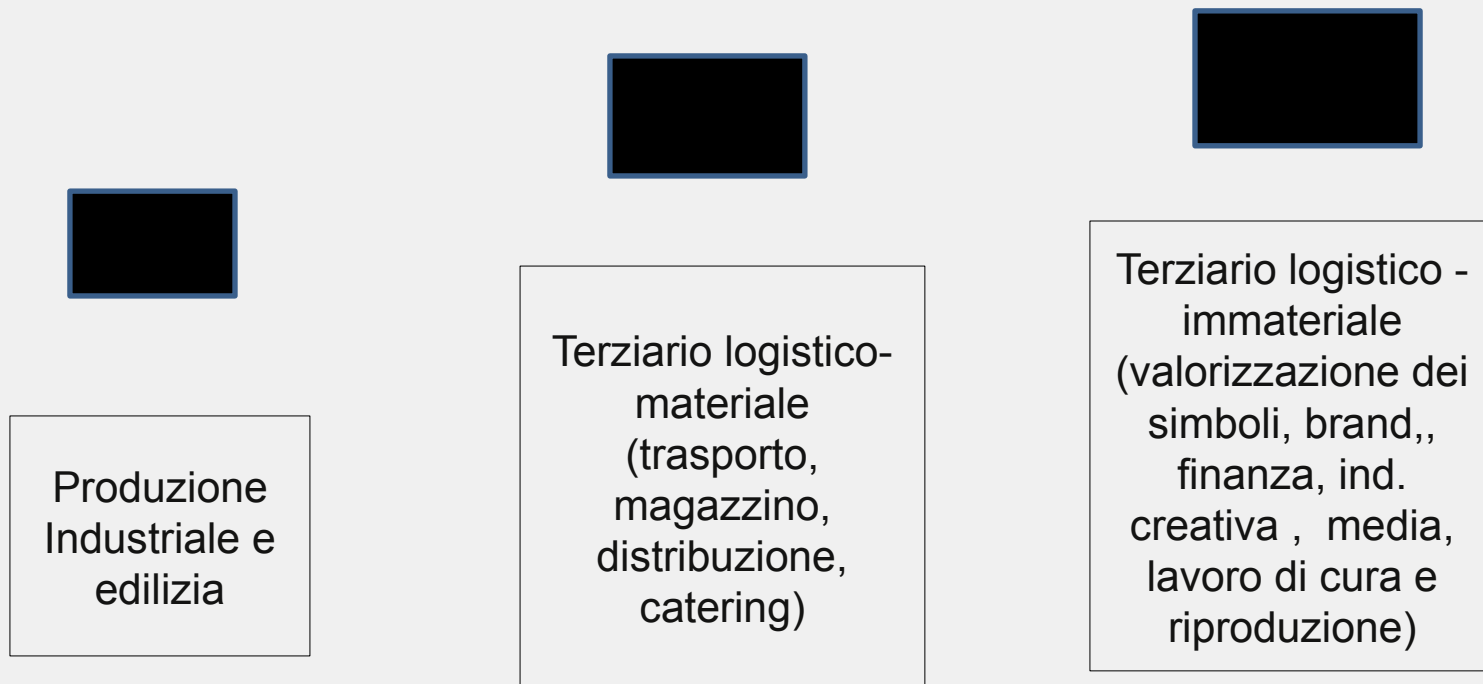 Produzione
Industriale e
edilizia
Terziario logistico-
materiale
(trasporto,
magazzino,
distribuzione,
catering)
Terziario logistico -
immateriale
(valorizzazione dei
simboli, brand,,
finanza, ind.
creativa ,  media,
lavoro di cura e
riproduzione)